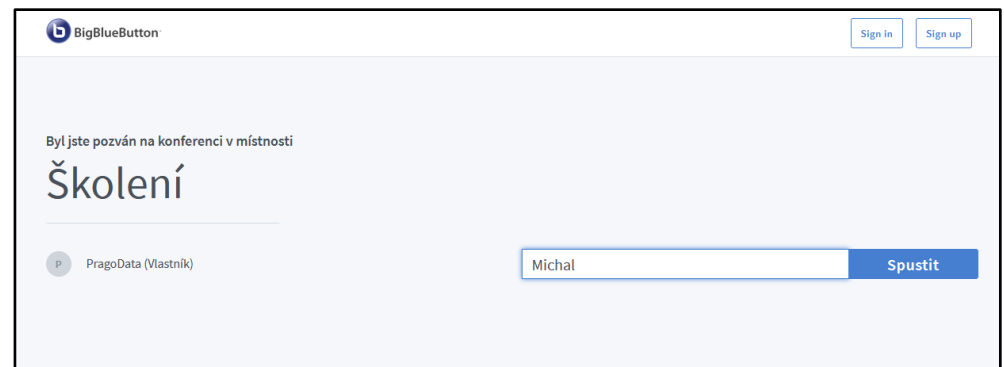 BigBlueButton
Sign in
Sign up
Byl jste pozván na konferenci v místnosti
Školení
P
PragoData (Vlastník)
Michal
Spustit